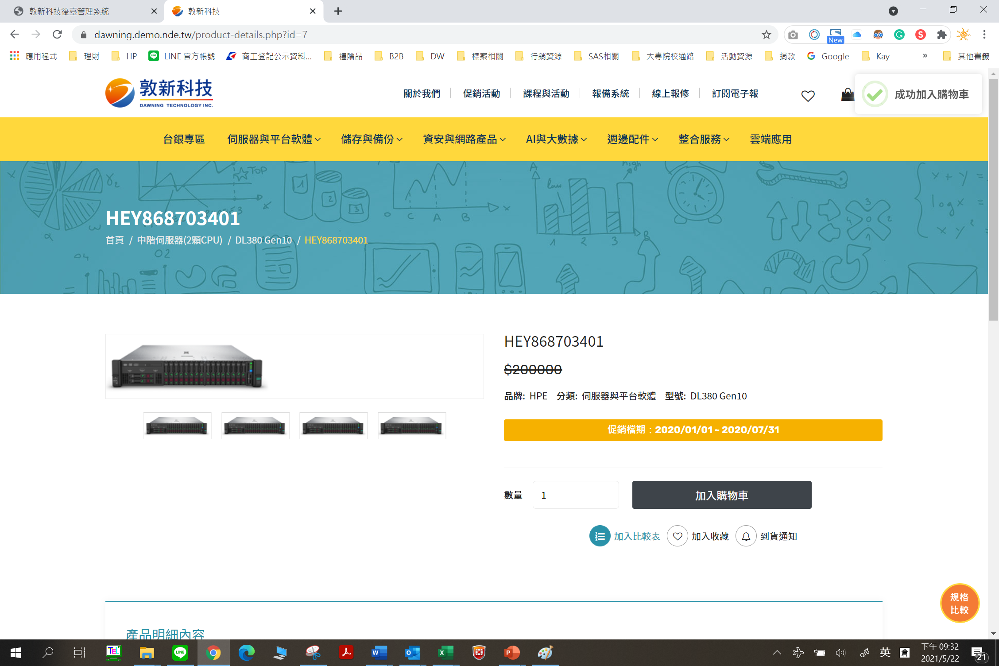 敦新科技後臺管理系統
敦新科技
dawning.demo.nde.tw/product-details.php?id=7
New
應用程式 理財 HP LINE 官方帳號 商工登記公示資料... 禮贈品 B2B DW 標案相關 行銷資源 SAS相關 大專院校通路 活動資源 捐款 Google Kay » 其他書籤
敦新科技
DAWNING TECHNOLOGY INC.
關於我們 促銷活動 課程與活動 報備系統 線上報修 訂閱電子報
成功加入購物車
台銀專區 伺服器與平台軟體 儲存與備份 資安與網路產品 AI與大數據 週邊配件 整合服務 雲端應用
HEY868703401
首頁 / 中階伺服器(2顆CPU) / DL380 Gen10 / HEY868703401
HEY868703401
$200000
品牌: HPE 分類: 伺服器與平台軟體 型號: DL380 Gen10
促銷檔期：2020/01/01 ~ 2020/07/31
數量 1 加入購物車
加入比較表 加入收藏 到貨通知
規格
比較
產品明細內容
英 倉
下午 09:32
2021/5/22
21